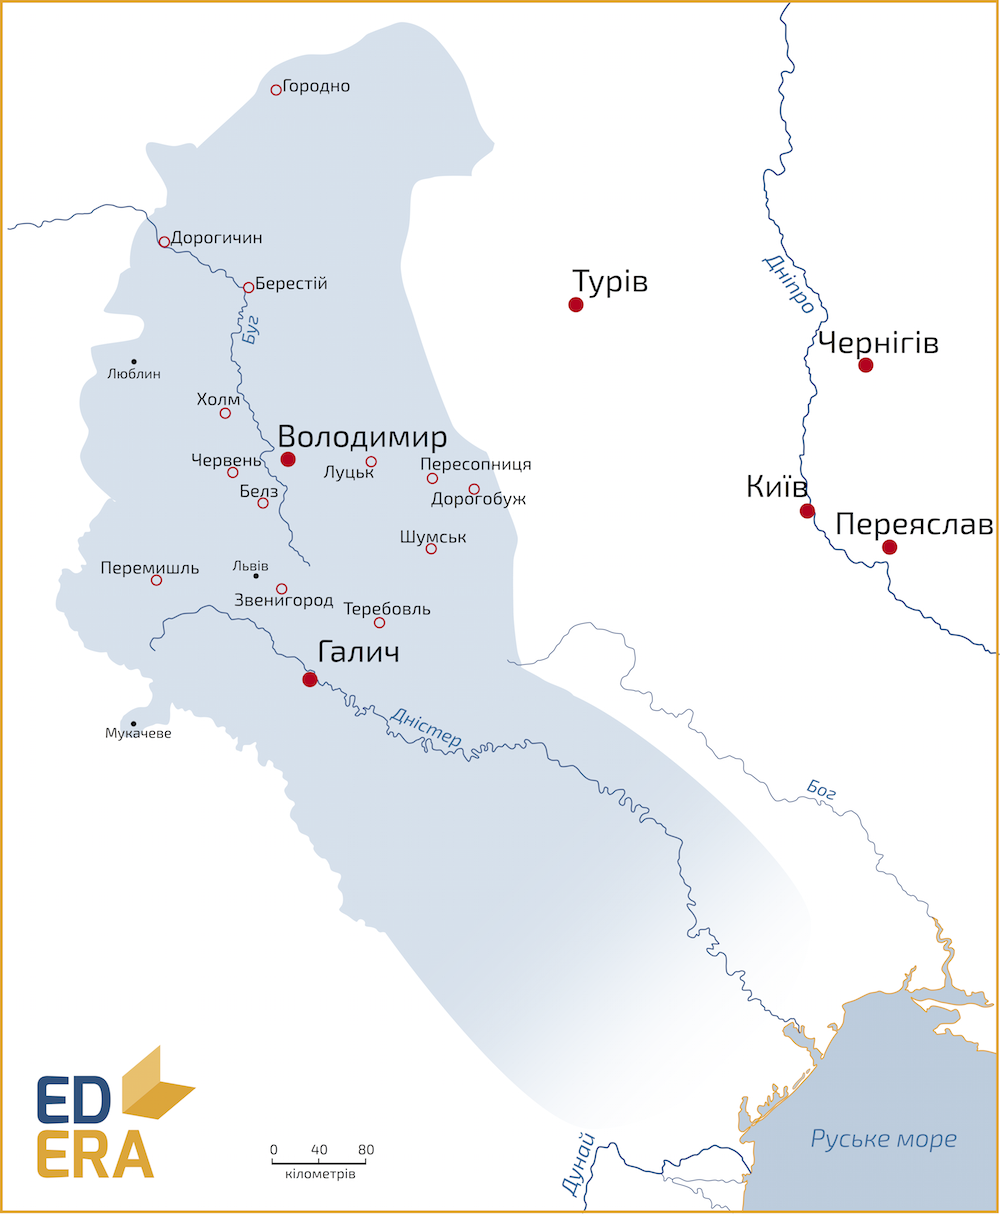 Городно
Дорогичин
Берестій
Буг
Турів
Дніпро
Чернігів
Люблин
Холм
Володимир
Червень
Луцьк
Пересопниця
Белз
Дорогобуж
Київ
Переяслав
Шумськ
Перемишль
Львів
Звенигород
Теребовль
Галич
Дністер
Мукачеве
Бог
ED
ERA
0 40 80
кілометрів
Дунай
Руське море